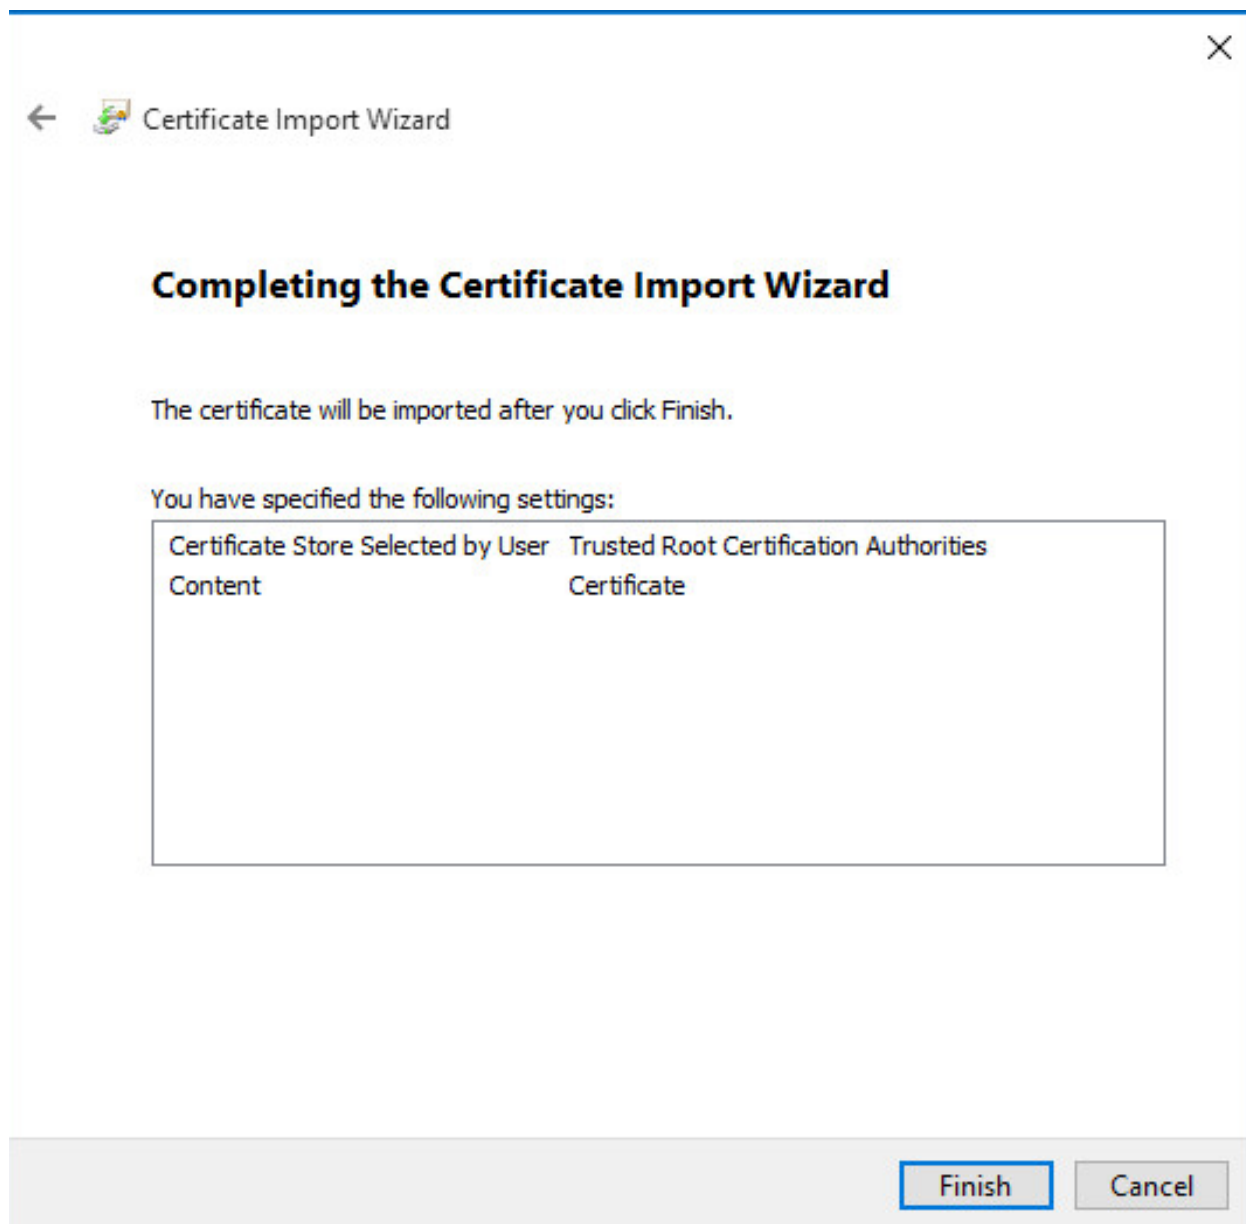 Certificate Import Wizard
Completing the Certificate Import Wizard
The certificate will be imported after you click Finish.
You have specified the following settings:
Certificate Store Selected by User Trusted Root Certification Authorities
Content Certificate
Finish Cancel